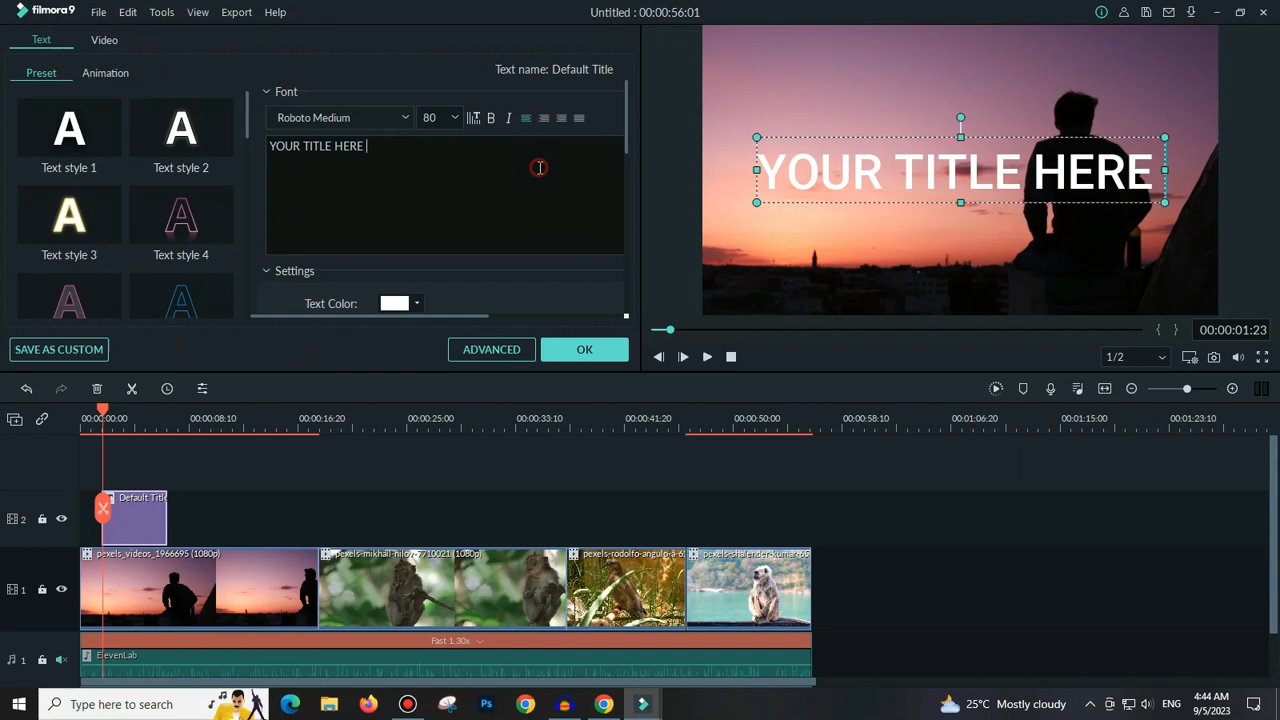 filmora9
File
Edit
Tools
View
Export
Help
Untitled : 00:00:56:01
Text
Video
Preset
Animation
Text name: Default Title
A
A
Text style 1
Text style 2
A
A
Text style 3
Text style 4
A
A
Font
Roboto Medium
80
B
I
YOUR TITLE HERE
Settings
Text Color:
SAVE AS CUSTOM
ADVANCED
OK
YOUR TITLE HERE
00:00:01:23
1/2
00:00:00:00
00:00:08:10
00:00:16:20
00:00:25:00
00:00:33:10
00:00:41:20
00:00:50:00
00:00:58:10
00:01:06:20
00:01:15:00
00:01:23:10
2
Default Title
1
pexels_videos_1966695 (1080p)
pexels-mikhail-nilov-7710021 (1080p)
pexels-rodolfo-angulo-a-6
pexels-shalender-kumar-65
Fast 1.30x
1
ElevenLab
Type here to search
Ps
25°C Mostly cloudy
ENG
4:44 AM
9/5/2023